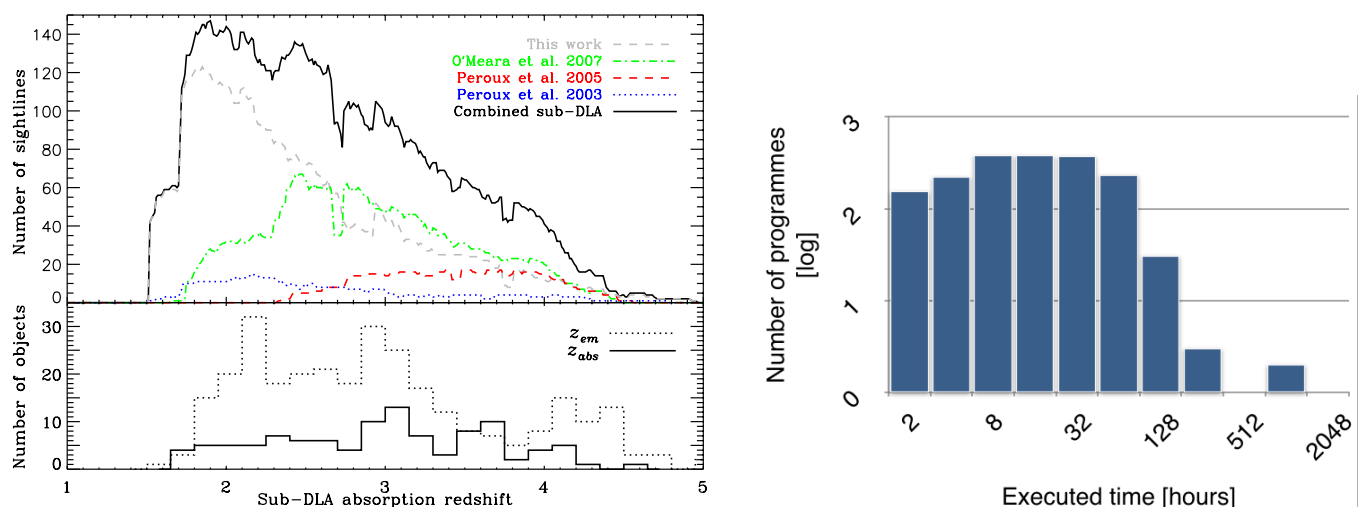 140
120
100
80
60
40
20
0
Number of sightlines
This work
O'Meara et al. 2007
Peroux et al. 2005
Peroux et al. 2003
Combined sub-DLA
30
20
10
0
Number of objects
z_em
z_abs
1 2 3 4 5
Sub-DLA absorption redshift
3
2
1
0
Number of programmes
[log]
2 8 32 128 512 2048
Executed time [hours]